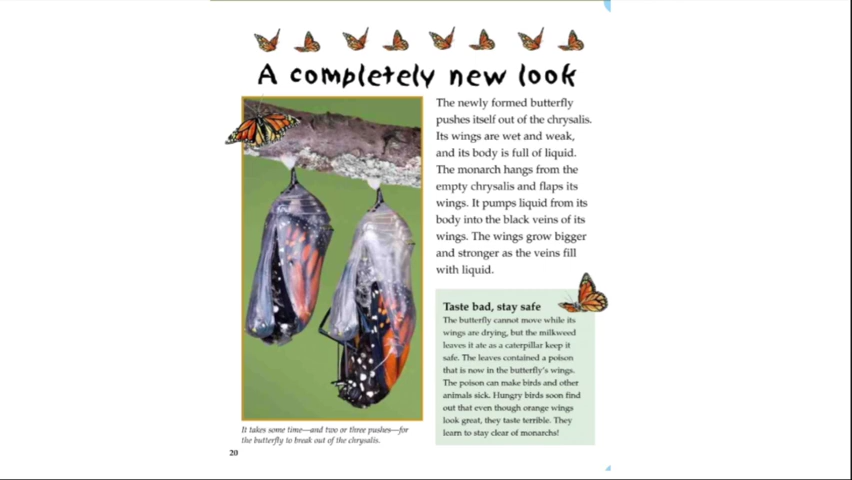 A completely new look
The newly formed butterfly
pushes itself out of the chrysalis.
Its wings are wet and weak,
and its body is full of liquid.
The monarch hangs from the
empty chrysalis and flaps its
wings. It pumps liquid from its
body into the black veins of its
wings. The wings grow bigger
and stronger as the veins fill
with liquid.
Taste bad, stay safe
The butterfly cannot move while its
wings are drying, but the milkweed
leaves it ate as a caterpillar keep it
safe. The leaves contained a poison
that is now in the butterfly's wings.
The poison can make birds and other
animals sick. Hungry birds soon find
out that even though orange wings
look great, they taste terrible. They
learn to stay clear of monarchs!
It takes some time—and two or three pushes—for
the butterfly to break out of the chrysalis.
20